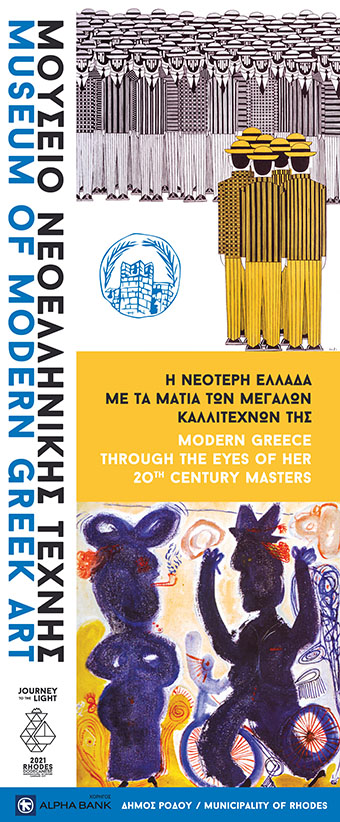 ΜΟΥΣΕΙΟ ΝΕΟΕΛΛΗΝΙΚΗΣ ΤΕΧΝΗΣ
MUSEUM OF MODERN GREEK ART
Η ΝΕΟΤΕΡΗ ΕΛΛΑΔΑ
ΜΕ ΤΑ ΜΑΤΙΑ ΤΩΝ ΜΕΓΑΛΩΝ
ΚΑΛΛΙΤΕΧΝΩΝ ΤΗΣ
MODERN GREECE
THROUGH THE EYES OF HER
20TH CENTURY MASTERS
JOURNEY
TO THE LIGHT
2021
RHODES
ΧΟΡΗΓΟΣ
ALPHA BANK
ΔΗΜΟΣ ΡΟΔΟΥ / MUNICIPALITY OF RHODES